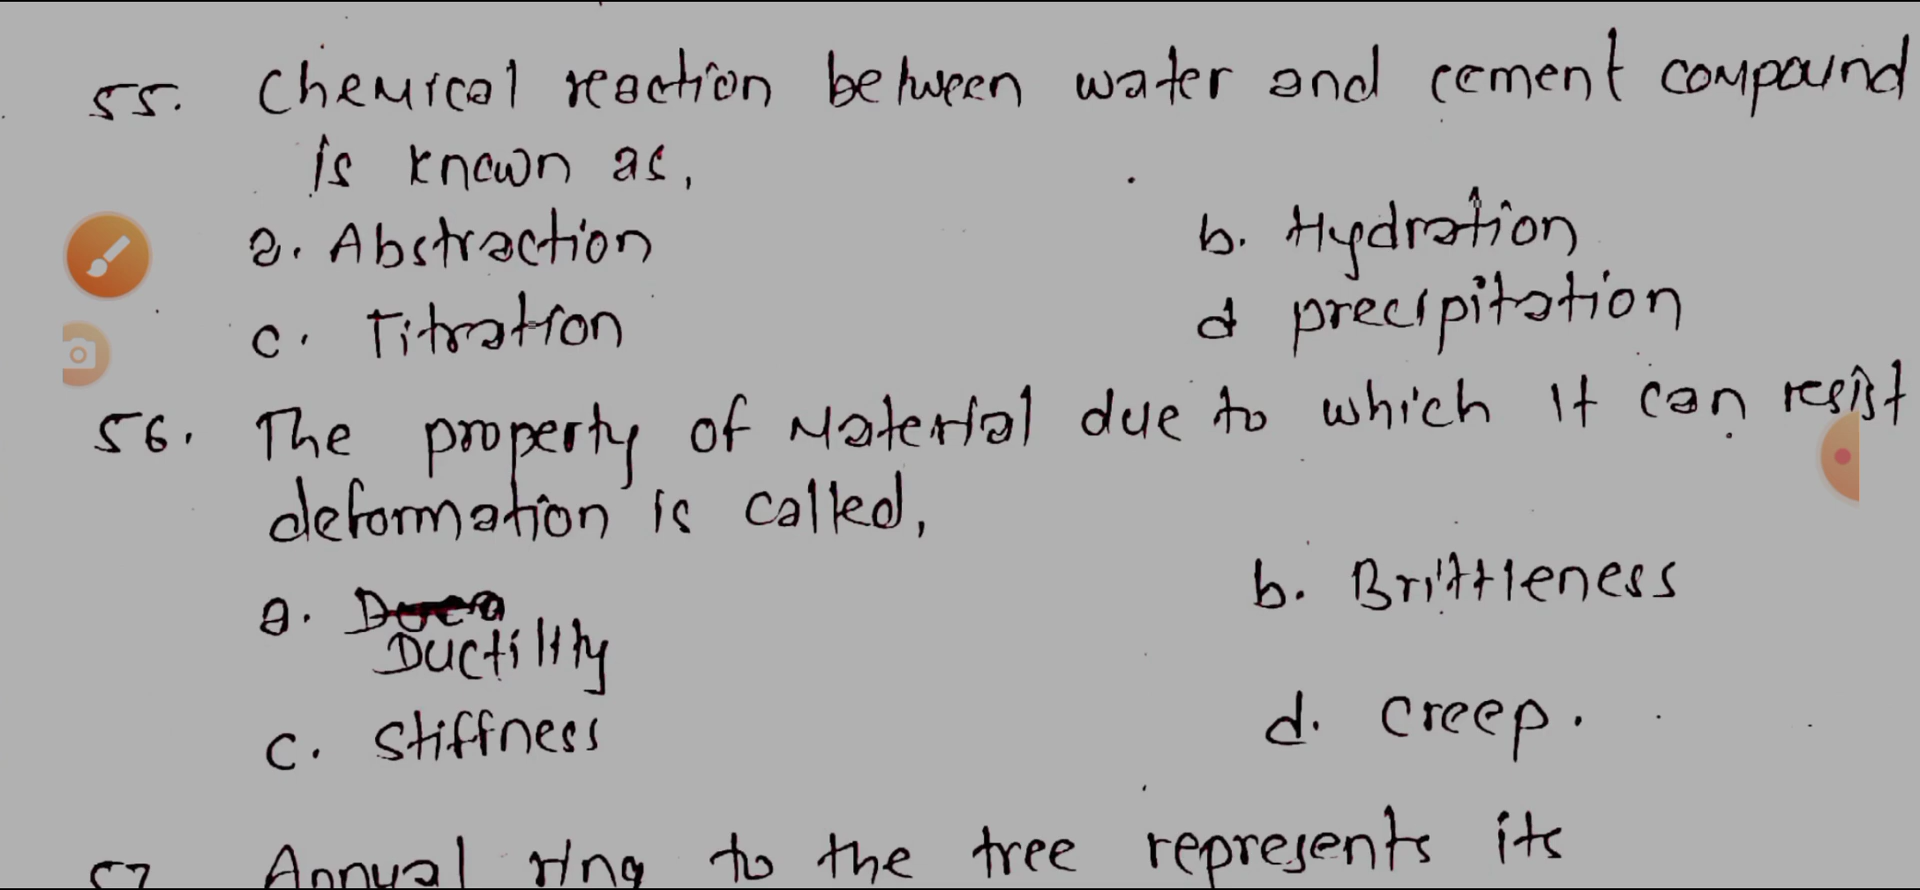 55. Chemical reaction between water and cement compound
is known as,
a. Abstraction
b. Hydration
c. Titration
d precipitation
56. The property of Material due to which it can resist
deformation is called,
a. Ductility
b. Brittleness
c. Stiffness
d. Creep.
57 Annual ring to the tree represents its